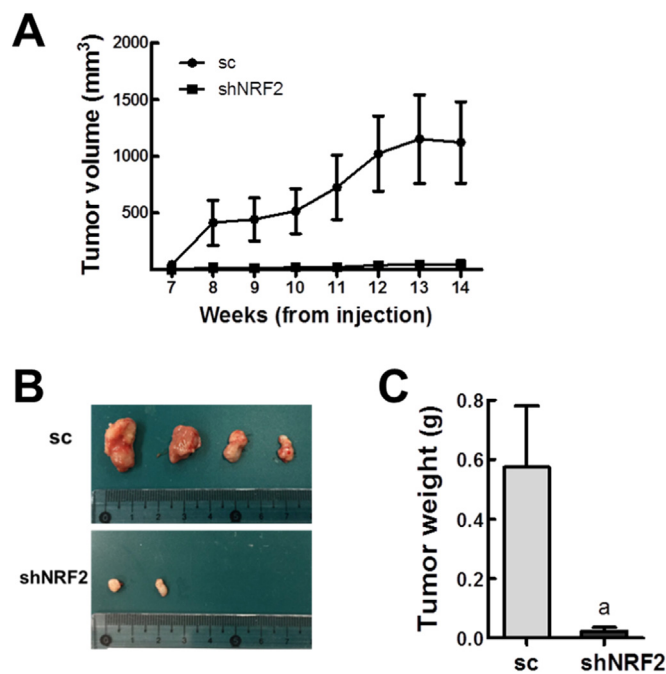 A
Tumor volume (mm³)
2000
1500
1000
500
sc
shNRF2
7 8 9 10 11 12 13 14
Weeks (from injection)
B
sc
shNRF2
C
Tumor weight (g)
0.8
0.6
0.4
0.2
0.0
a
sc shNRF2